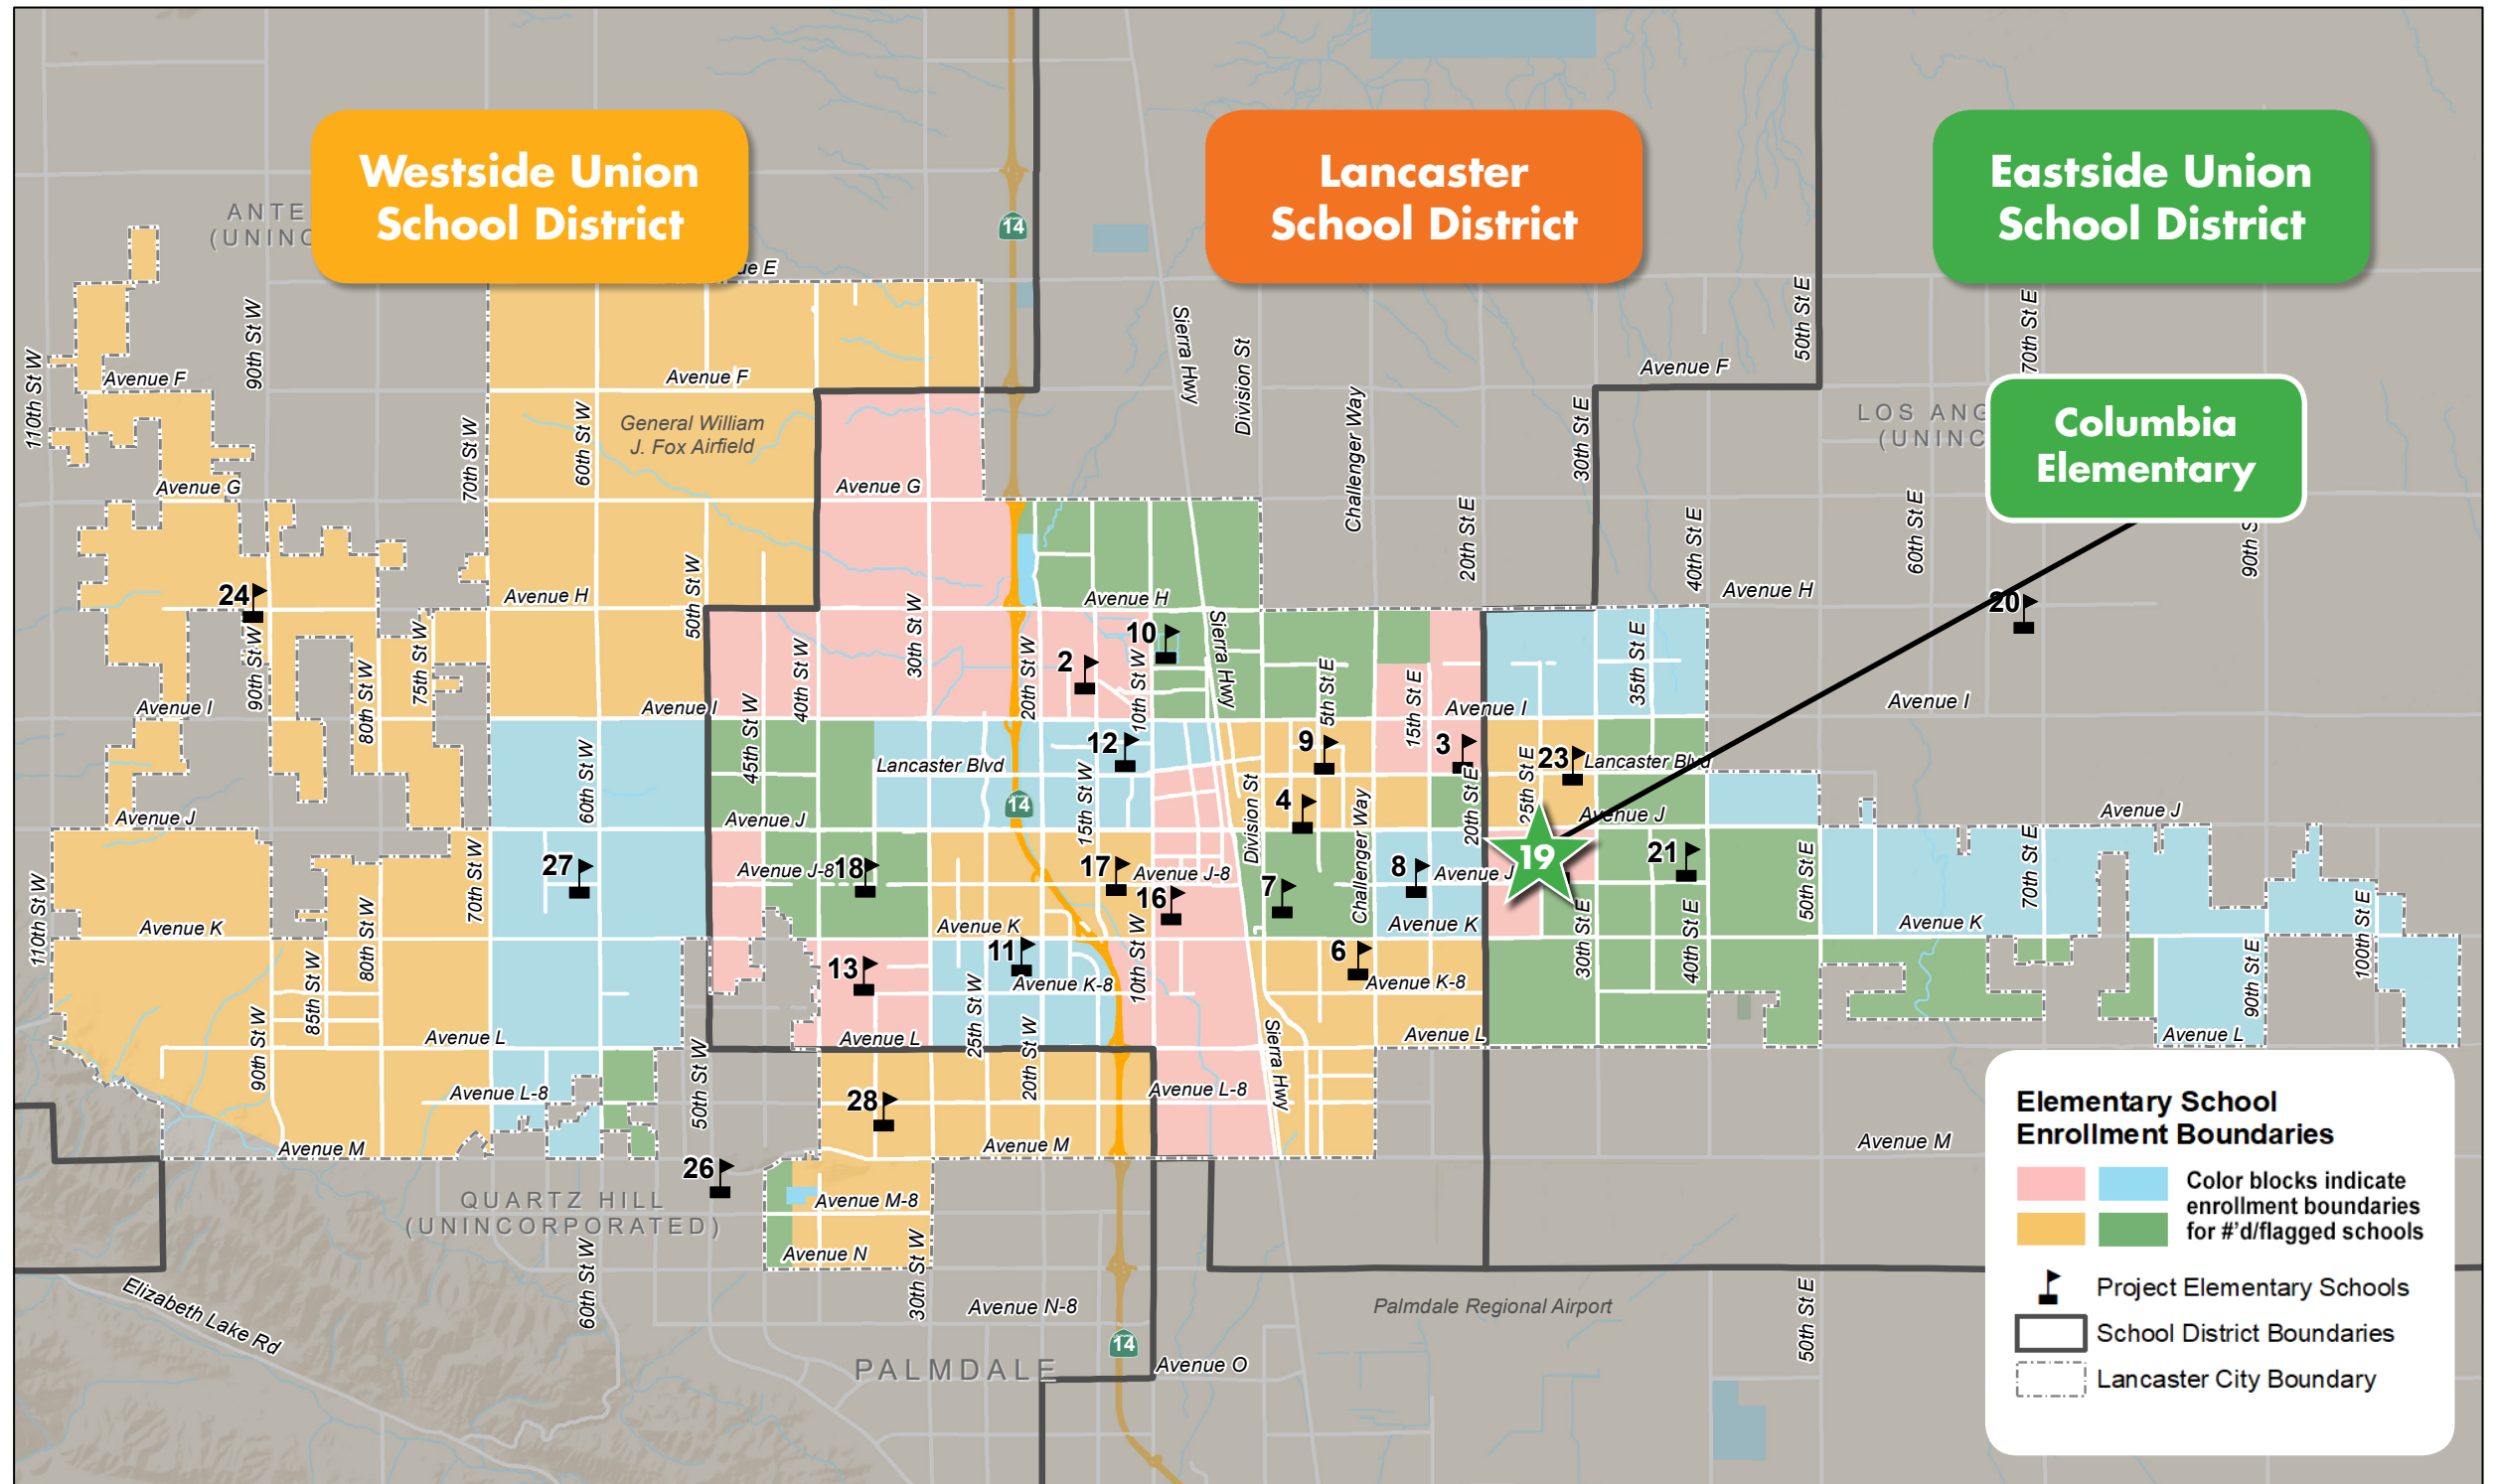 Westside Union
School District
Lancaster
School District
Eastside Union
School District
Columbia
Elementary
ANTE
(UNINC
LOS ANG
(UNINC
ue E
14
110th St W
Avenue F
90th St W
Avenue F
General William
J. Fox Airfield
70th St W
60th St W
Sierra Hwy
Division St
Challenger Way
20th St E
30th St E
Avenue F
50th St E
70th St E
40th St E
60th St E
90th S
Avenue G
Avenue G
24
Avenue H
50th St W
30th St W
Avenue H
10
Sierra Hwy
2
20th St W
10th St W
Avenue H
20
35th St E
90th St W
80th St W
75th St W
40th St W
45th St W
5th St E
15th St E
Avenue I
Avenue I
Avenue I
Avenue I
60th St W
Lancaster Blvd
12
9
3
23
Lancaster Blvd
25th St E
20th St E
14
15th St W
4
Division St
Challenger Way
Avenue J
Avenue J
Avenue J
Avenue J
19
27
70th St W
Avenue J-8
18
17
Avenue J-8
16
7
8
Avenue J
21
50th St E
70th St E
110th St W
Avenue K
80th St W
85th St W
Avenue K
10th St W
Avenue K
30th St E
40th St E
Avenue K
100th St E
90th St E
13
11
Avenue K-8
6
Avenue K-8
25th St W
20th St W
90th St W
Avenue L
50th St W
Avenue L
Sierra Hwy
Avenue L
Avenue L
Avenue L-8
28
Avenue L-8
Avenue M
Avenue M
Avenue M
26
QUARTZ HILL
(UNINCORPORATED)
Avenue M-8
Avenue N
60th St W
30th St W
Elizabeth Lake Rd
Avenue N-8
Palmdale Regional Airport
50th St E
14
PALMDALE
Avenue O
Elementary School
Enrollment Boundaries
Color blocks indicate
enrollment boundaries
for #'d/flagged schools
Project Elementary Schools
School District Boundaries
Lancaster City Boundary